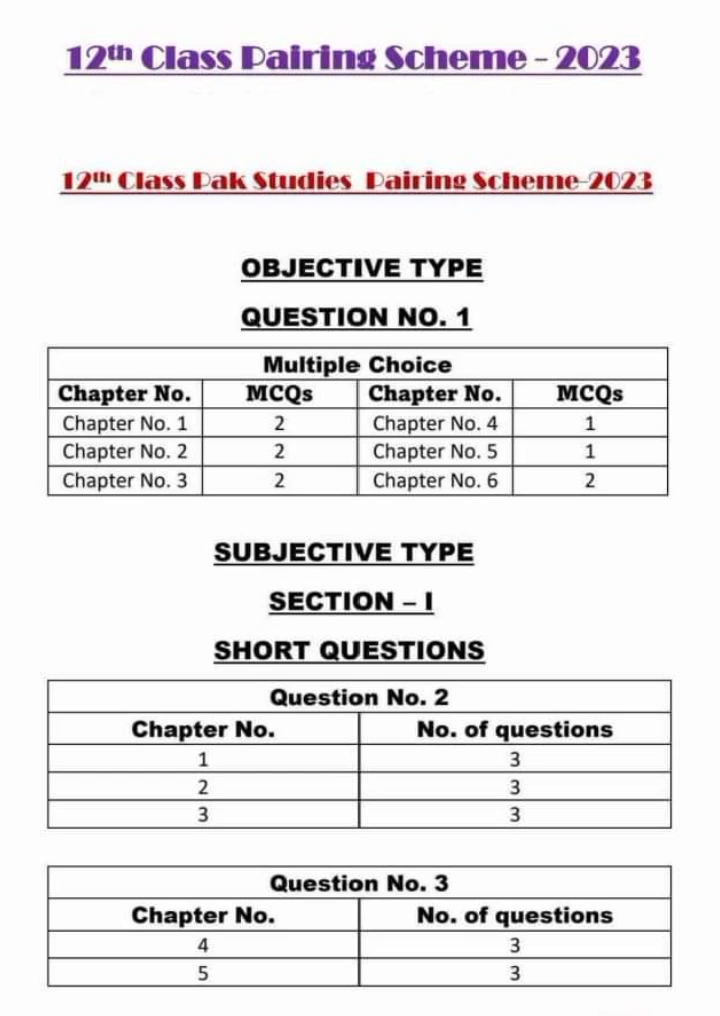 12th Class Pairing Scheme - 2023
12th Class Pak Studies Pairing Scheme-2023
OBJECTIVE TYPE
QUESTION NO. 1
Multiple Choice
Chapter No. MCQs Chapter No. MCQs
Chapter No. 1 2 Chapter No. 4 1
Chapter No. 2 2 Chapter No. 5 1
Chapter No. 3 2 Chapter No. 6 2
SUBJECTIVE TYPE
SECTION – I
SHORT QUESTIONS
Question No. 2
Chapter No. No. of questions
1 3
2 3
3 3
Question No. 3
Chapter No. No. of questions
4 3
5 3